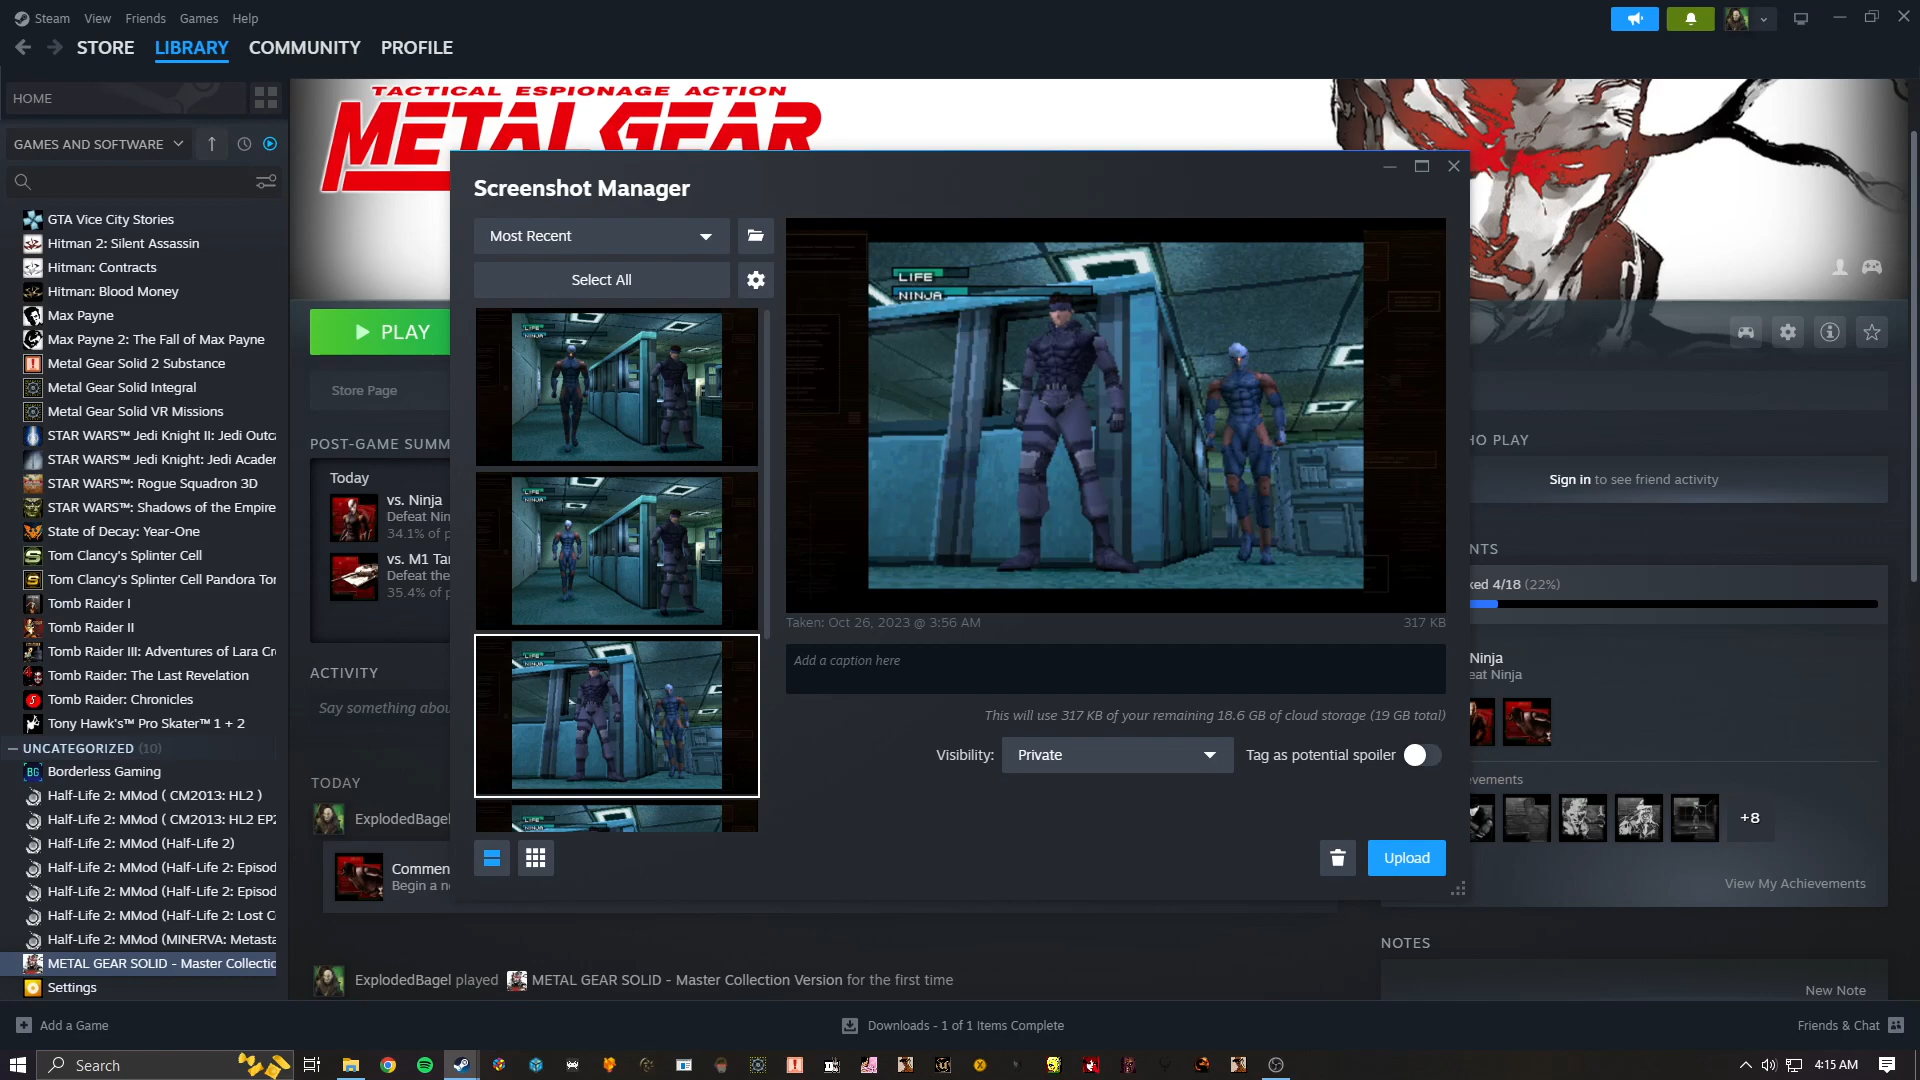 Steam View Friends Games Help
STORE LIBRARY COMMUNITY PROFILE
HOME
GAMES AND SOFTWARE
GTA Vice City Stories
Hitman 2: Silent Assassin
Hitman: Contracts
Hitman: Blood Money
Max Payne
Max Payne 2: The Fall of Max Payne
Metal Gear Solid 2 Substance
Metal Gear Solid Integral
Metal Gear Solid VR Missions
STAR WARS™ Jedi Knight II: Jedi Outca
STAR WARS™ Jedi Knight: Jedi Acader
STAR WARS™: Rogue Squadron 3D
STAR WARS™: Shadows of the Empire
State of Decay: Year-One
Tom Clancy's Splinter Cell
Tom Clancy's Splinter Cell Pandora Tor
Tomb Raider I
Tomb Raider II
Tomb Raider III: Adventures of Lara Cr
Tomb Raider: The Last Revelation
Tomb Raider: Chronicles
Tony Hawk's™ Pro Skater™ 1 + 2
UNCATEGORIZED (10)
Borderless Gaming
Half-Life 2: MMod ( CM2013: HL2 )
Half-Life 2: MMod ( CM2013: HL2 EP2
Half-Life 2: MMod (Half-Life 2)
Half-Life 2: MMod (Half-Life 2: Episod
Half-Life 2: MMod (Half-Life 2: Episod
Half-Life 2: MMod (Half-Life 2: Lost C
Half-Life 2: MMod (MINERVA: Metasta
METAL GEAR SOLID - Master Collectio
Settings
TACTICAL ESPIONAGE ACTION
METAL GEAR
PLAY
Store Page
POST-GAME SUMM
Today
vs. Ninja
Defeat Nin
34.1% of p
vs. M1 Tan
Defeat the
35.4% of p
ACTIVITY
Say something abou
TODAY
ExplodedBagel
Commen
Begin a n
ExplodedBagel played METAL GEAR SOLID - Master Collection Version for the first time
Screenshot Manager
Most Recent
Select All
LIFE
NINJA
Taken: Oct 26, 2023 @ 3:56 AM 317 KB
Add a caption here
This will use 317 KB of your remaining 18.6 GB of cloud storage (19 GB total)
Visibility: Private Tag as potential spoiler
Upload
HO PLAY
Sign in to see friend activity
NTS
ked 4/18 (22%)
Ninja
eat Ninja
vements
+8
View My Achievements
NOTES
New Note
Add a Game
Downloads - 1 of 1 Items Complete
Friends & Chat
Search
4:15 AM